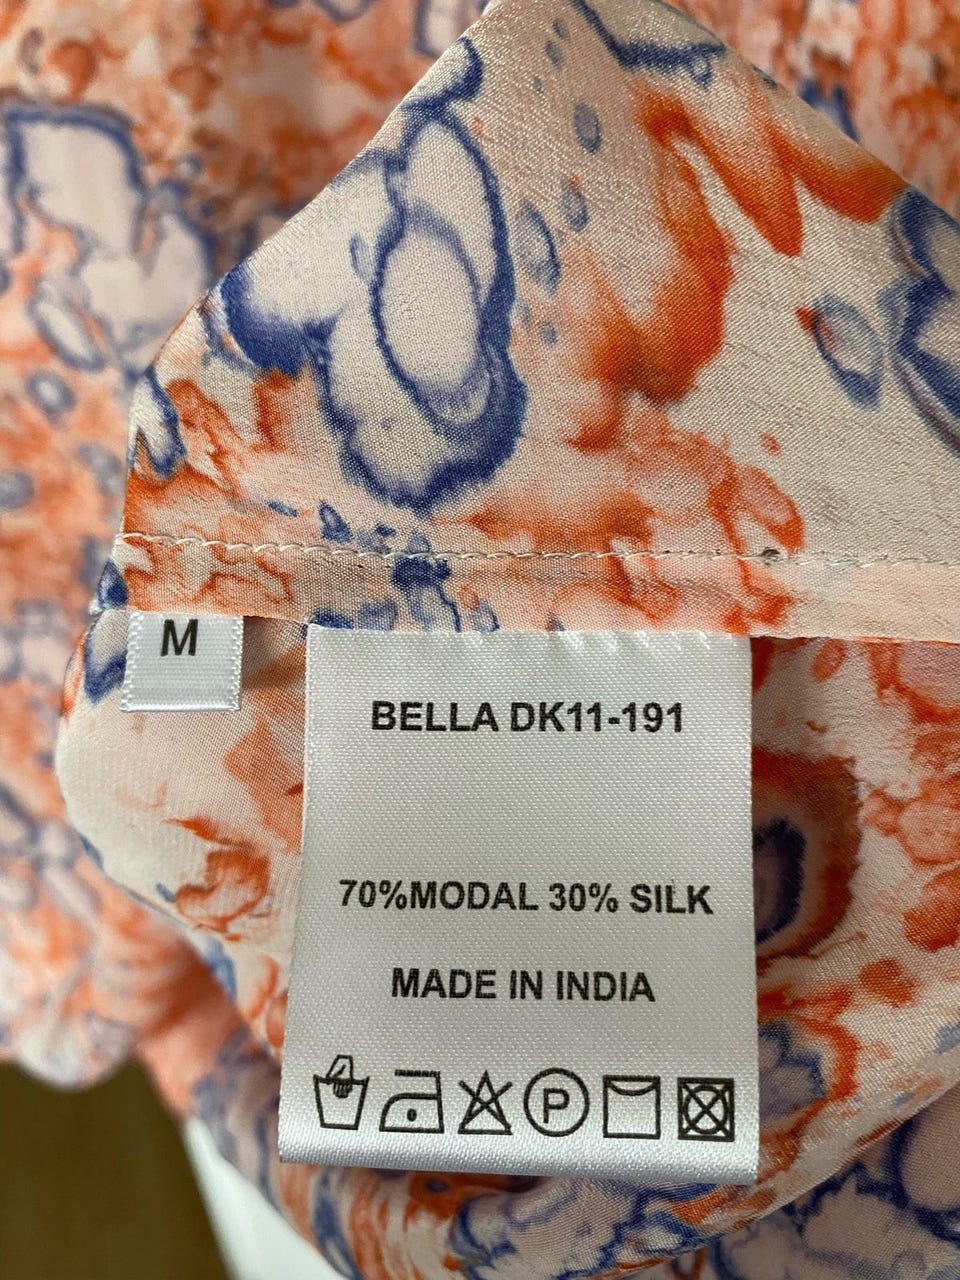 M
BELLA DK11-191
70%MODAL 30% SILK
MADE IN INDIA
P